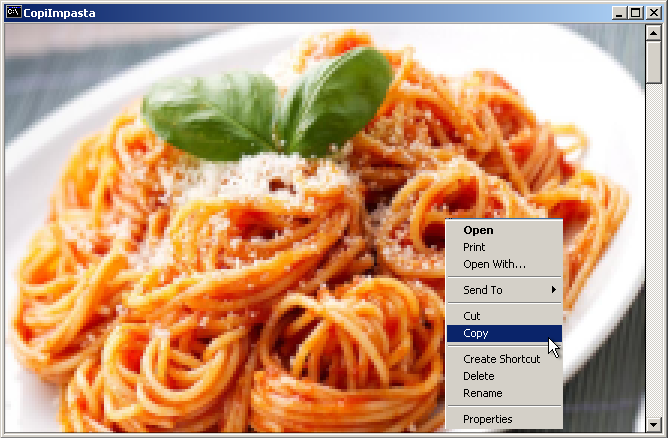 CopiImpasta
Open
Print
Open With...
Send To
Cut
Copy
Create Shortcut
Delete
Rename
Properties